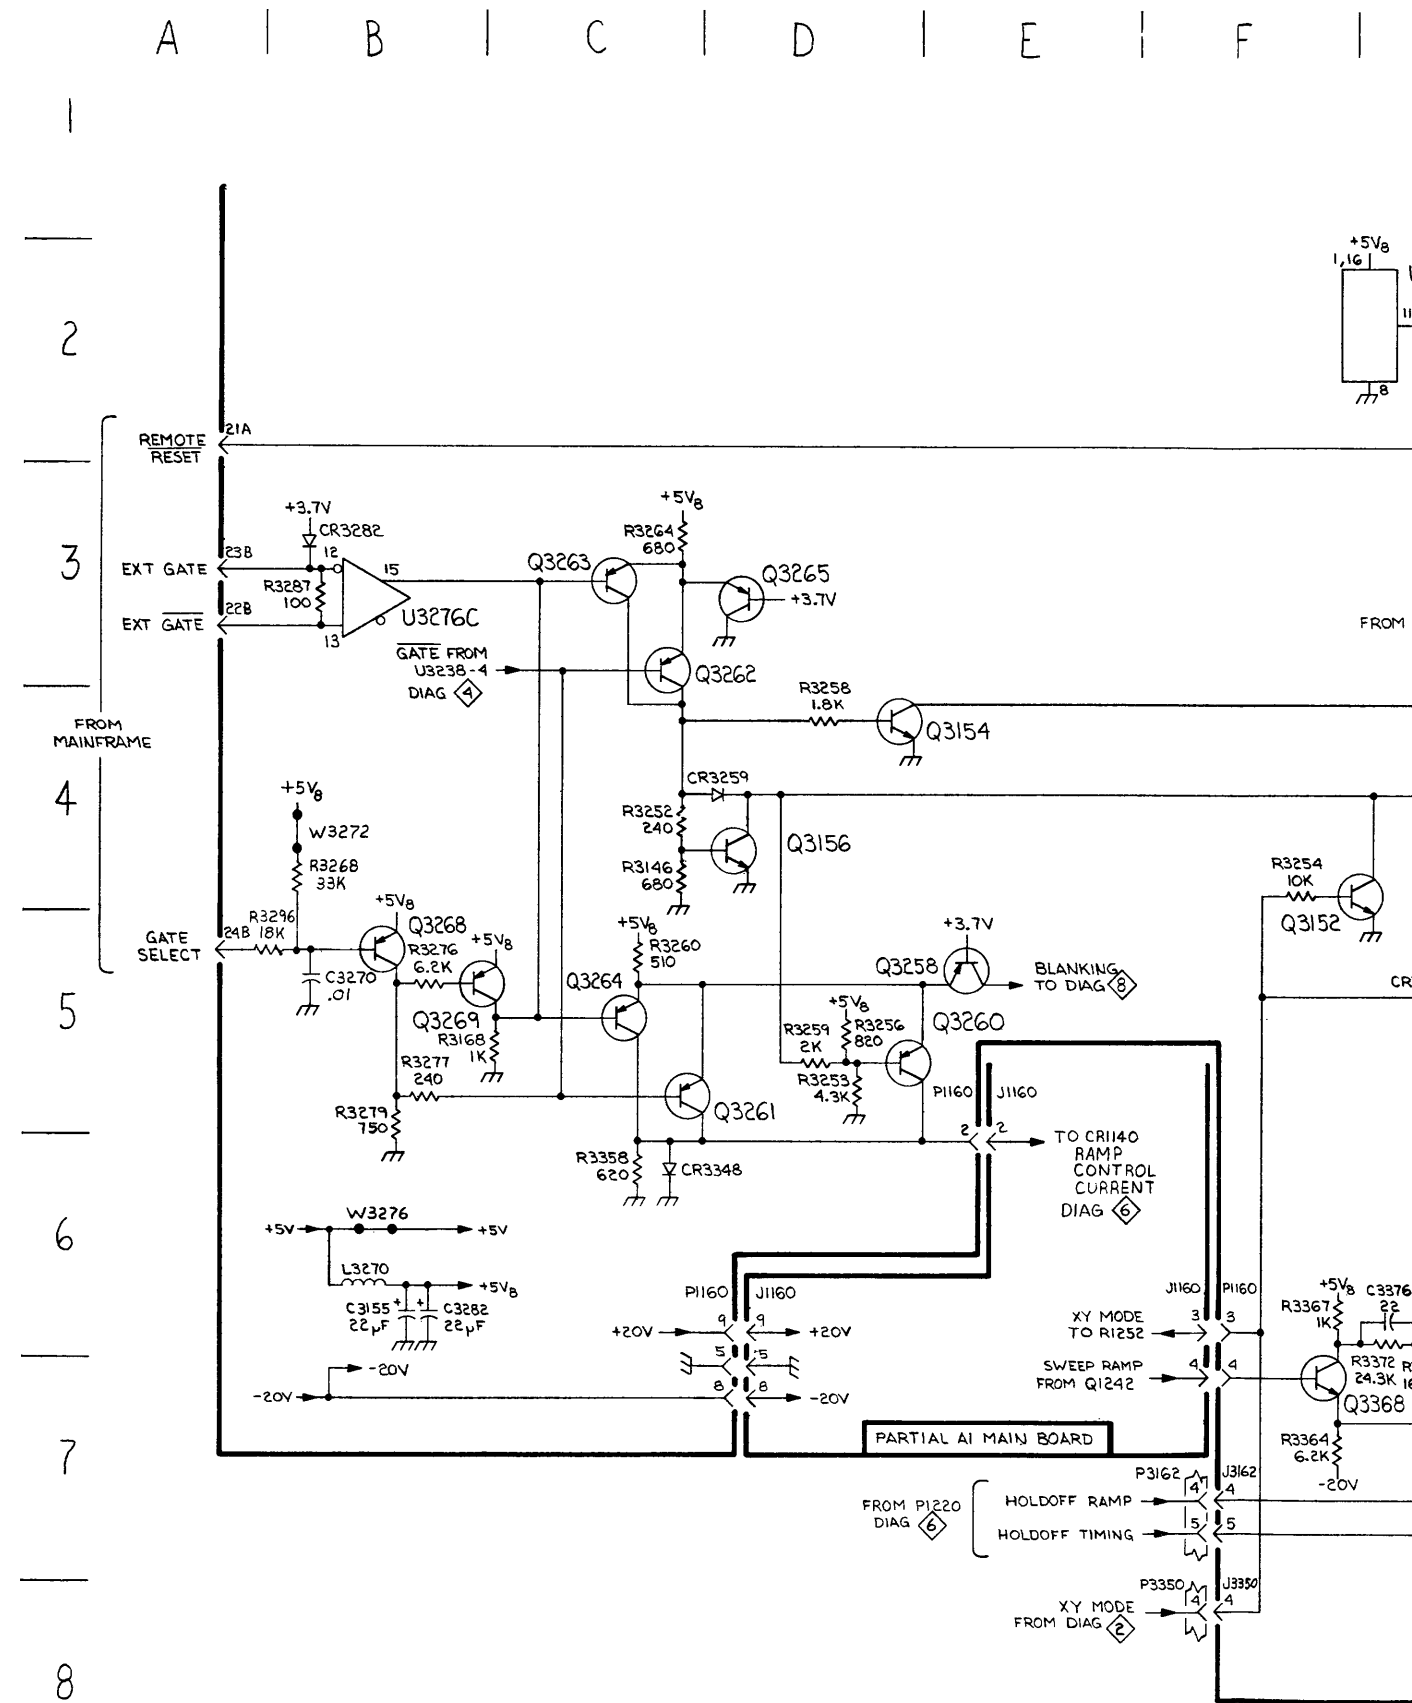 A
B
C
D
E
F
1
2
3
4
5
6
7
8
+5V8
1,16
11
8
REMOTE
RESET
21A
+3.7V
CR3282
23B
12
EXT GATE
R3287
100
15
22B
EXT GATE
13
U3276C
GATE FROM
U3238-4
DIAG 4
+5V8
R3264
680
Q3263
Q3265
+3.7V
Q3262
FROM
R3258
1.8K
Q3154
FROM
MAINFRAME
+5V8
W3272
R3268
33K
CR3259
R3252
240
Q3156
R3146
680
R3254
10K
Q3152
GATE
SELECT
24B
R3296
18K
+5V8
Q3268
C3270
.01
R3276
6.2K
+5V8
Q3269
R3168
1K
R3277
240
R3279
750
+5V8
R3260
510
Q3264
Q3261
+3.7V
Q3258
BLANKING
TO DIAG 8
+5V8
R3259
2K
R3256
820
Q3260
R3253
4.3K
P1160
J1160
2
2
TO CR1140
RAMP
CONTROL
CURRENT
DIAG 6
R3358
620
CR3348
CR
+5V
W3276
+5V
L3270
+5V8
C3155
22µF
+
+
C3282
22µF
-20V
-20V
P1160
J1160
+20V
9
9
+20V
5
5
8
8
-20V
J1160
P1160
XY MODE
TO R1252
3
3
SWEEP RAMP
FROM Q1242
4
4
+5V8
R3367
1K
C3376
22
R3372
24.3K
Q3368
R3364
6.2K
-20V
PARTIAL A1 MAIN BOARD
P3162
J3162
FROM P1220
DIAG 6
HOLDOFF RAMP
4
4
HOLDOFF TIMING
5
5
P3350
J3350
XY MODE
FROM DIAG 2
4
4